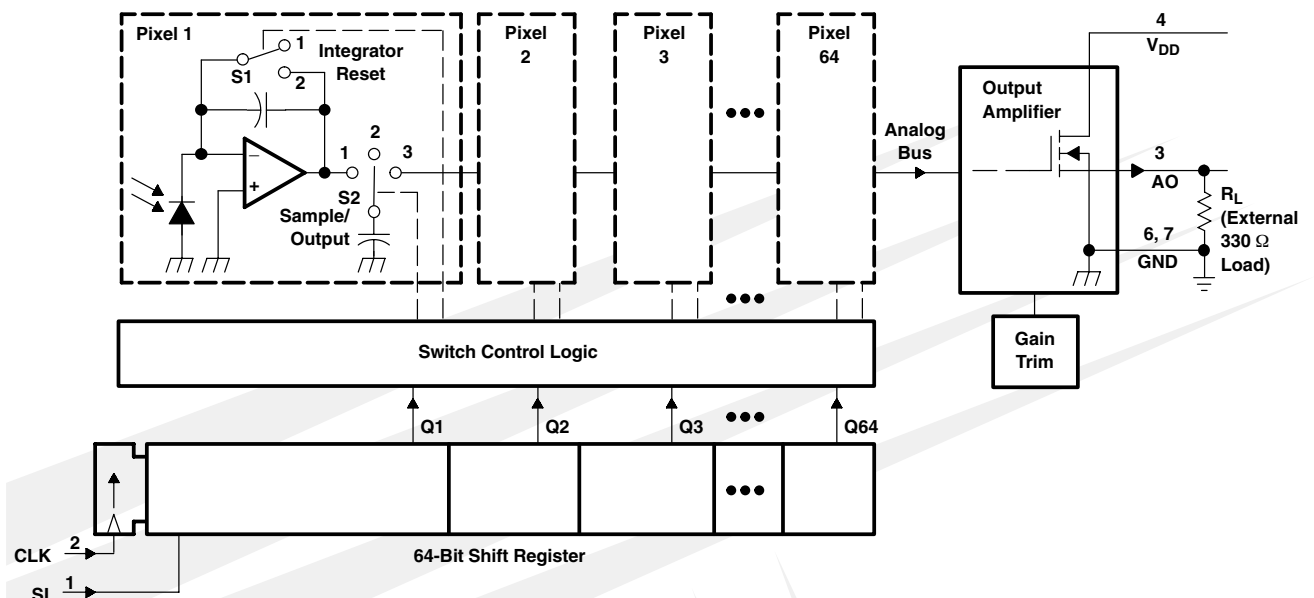 Pixel 1
1
Integrator
Reset
S1
2
1
2
3
S2
Sample/
Output
−
+
Pixel
2
Pixel
3
Pixel
64
Analog
Bus
Output
Amplifier
4
VDD
3
AO
RL
(External
330 Ω
Load)
6, 7
GND
Gain
Trim
Switch Control Logic
Q1
Q2
Q3
Q64
CLK
2
64-Bit Shift Register
SI
1